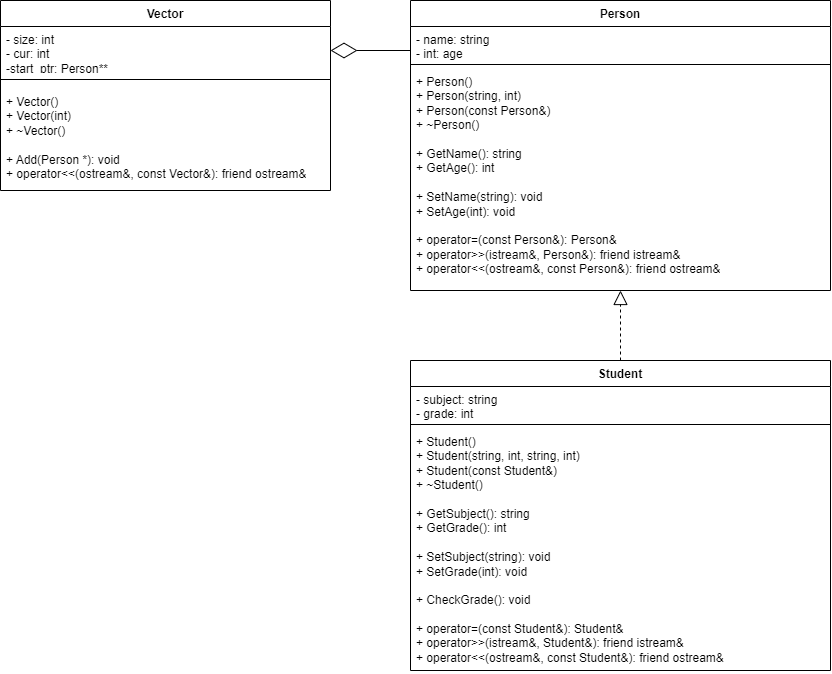 Vector
- size: int
- cur: int
-start_ptr: Person**
+ Vector()
+ Vector(int)
+ ~Vector()
+ Add(Person *): void
+ operator<<(ostream&, const Vector&): friend ostream&
Person
- name: string
- int: age
+ Person()
+ Person(string, int)
+ Person(const Person&)
+ ~Person()
+ GetName(): string
+ GetAge(): int
+ SetName(string): void
+ SetAge(int): void
+ operator=(const Person&): Person&
+ operator>>(istream&, Person&): friend istream&
+ operator<<(ostream&, const Person&): friend ostream&
Student
- subject: string
- grade: int
+ Student()
+ Student(string, int, string, int)
+ Student(const Student&)
+ ~Student()
+ GetSubject(): string
+ GetGrade(): int
+ SetSubject(string): void
+ SetGrade(int): void
+ CheckGrade(): void
+ operator=(const Student&): Student&
+ operator>>(istream&, Student&): friend istream&
+ operator<<(ostream&, const Student&): friend ostream&